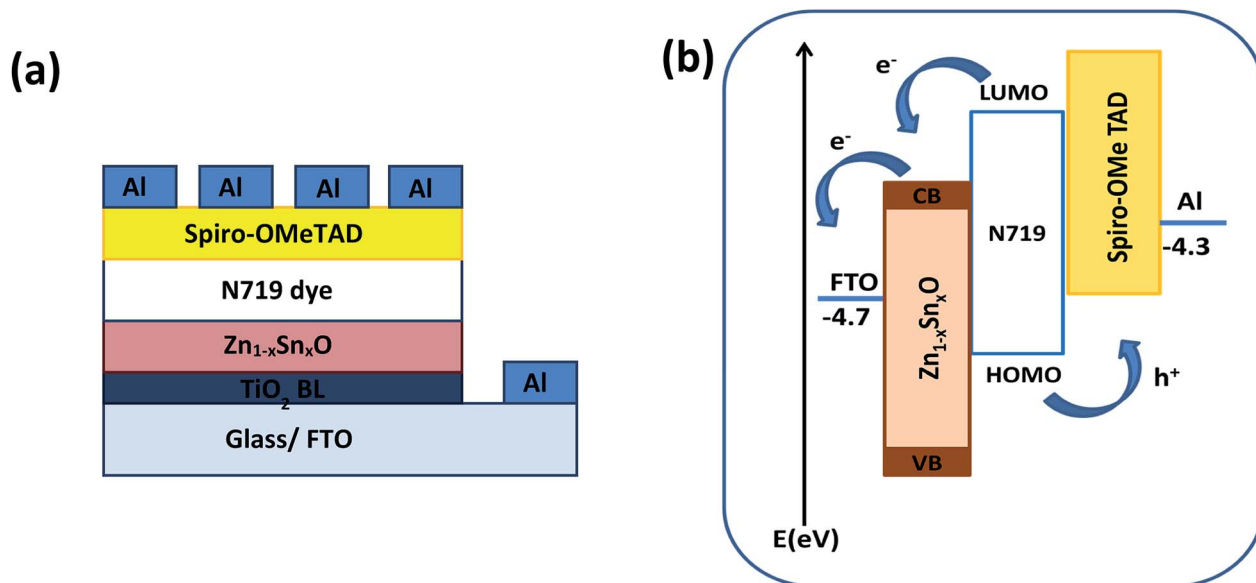 (a)
Al Al Al Al
Spiro-OMeTAD
N719 dye
Zn₁₋ₓSnₓO
TiO₂ BL
Al
Glass/ FTO
(b)
e⁻
LUMO
e⁻
CB
N719
Spiro-OMe TAD
Al
-4.3
FTO
-4.7
Zn₁₋ₓSnₓO
HOMO
h⁺
VB
E(eV)